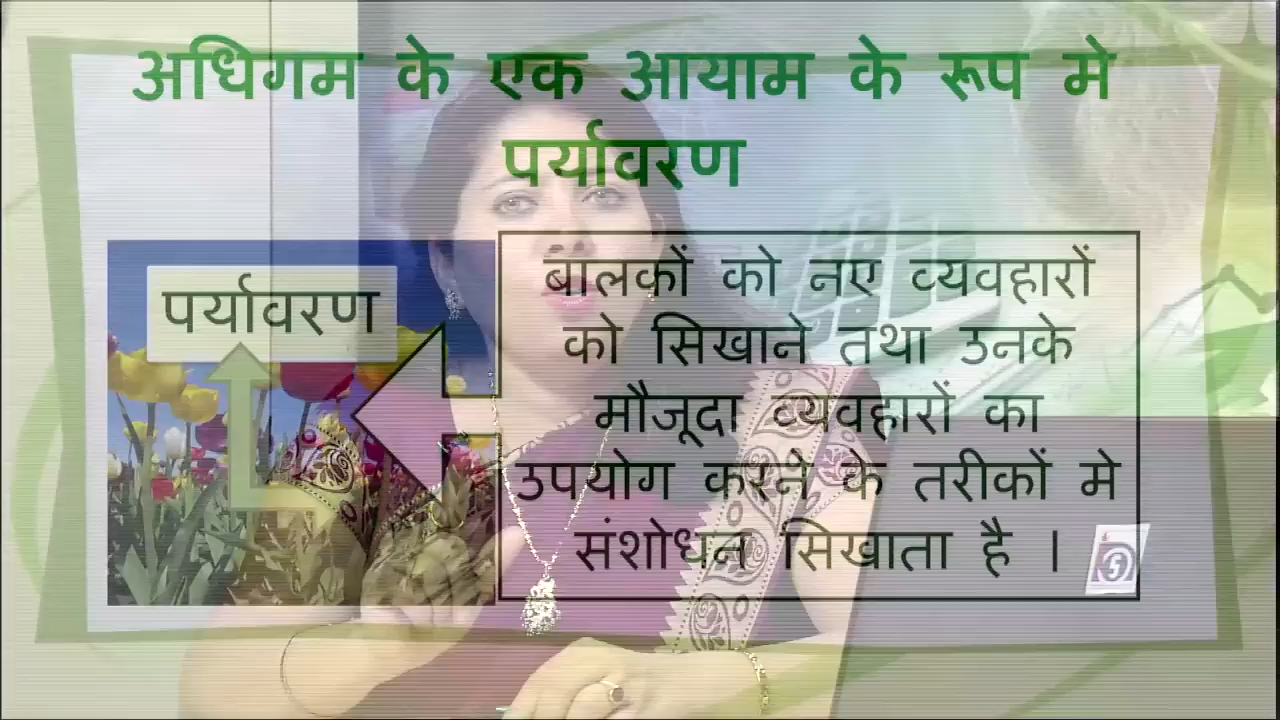 अधिगम के एक आयाम के रूप मे
पर्यावरण
पर्यावरण
बालकों को नए व्यवहारों
को सिखाने तथा उनके
मौजूदा व्यवहारों का
उपयोग करने के तरीकों मे
संशोधन सिखाता है ।